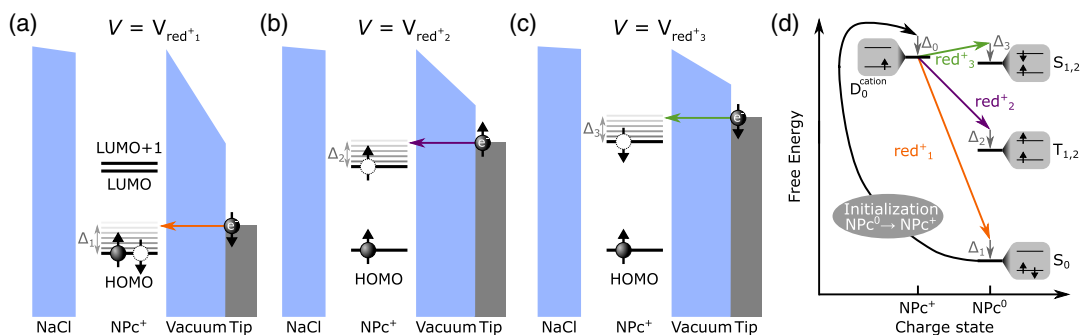 (a)
V = V_red⁺₁
LUMO+1
LUMO
Δ₁
e⁻
HOMO
NaCl NPc⁺ Vacuum Tip
(b)
V = V_red⁺₂
Δ₂
e⁻
HOMO
NaCl NPc⁺ Vacuum Tip
(c)
V = V_red⁺₃
Δ₃
e⁻
HOMO
NaCl NPc⁺ Vacuum Tip
(d)
Free Energy
Δ₀
D₀^cation
red⁺₃
Δ₃
S₁,₂
red⁺₂
Δ₂
T₁,₂
red⁺₁
Initialization
NPc⁰→ NPc⁺
Δ₁
S₀
NPc⁺ NPc⁰
Charge state